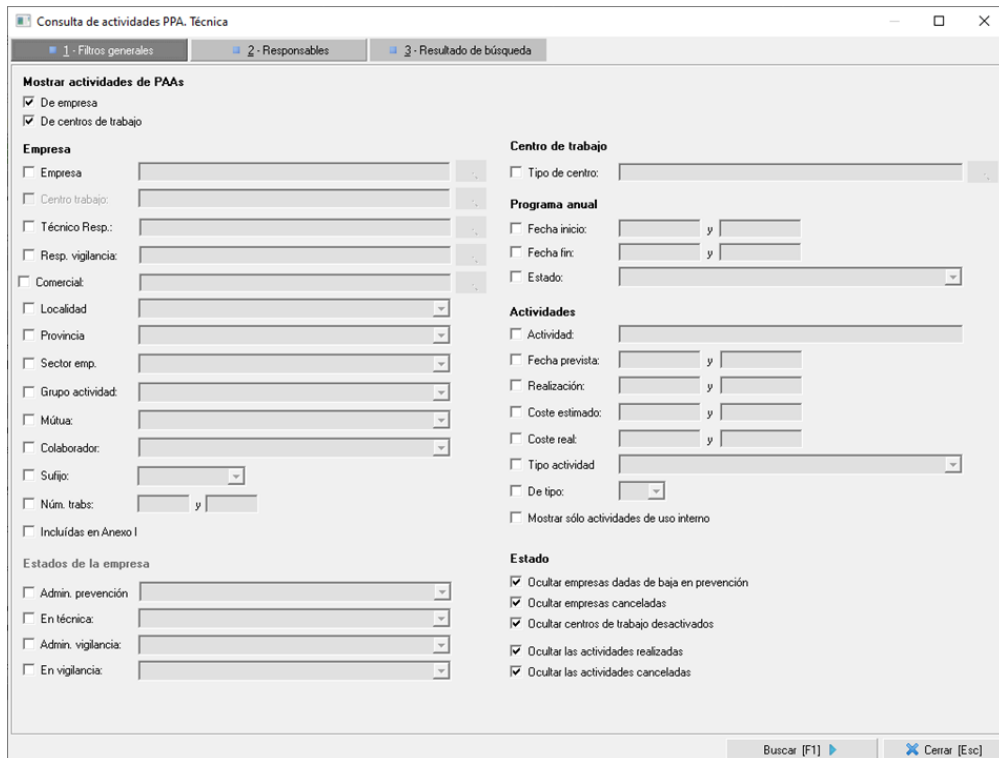 Consulta de actividades PPA. Técnica
1 - Filtros generales
2 - Responsables
3 - Resultado de búsqueda
Mostrar actividades de PAAs
De empresa
De centros de trabajo
Empresa
Empresa
Centro trabajo:
Técnico Resp.:
Resp. vigilancia:
Comercial:
Localidad
Provincia
Sector emp.
Grupo actividad:
Mútua:
Colaborador:
Sufijo:
Núm. trabs: y
Incluídas en Anexo I
Estados de la empresa
Admin. prevención
En técnica:
Admin. vigilancia:
En vigilancia:
Centro de trabajo
Tipo de centro:
Programa anual
Fecha inicio: y
Fecha fin: y
Estado:
Actividades
Actividad:
Fecha prevista: y
Realización: y
Coste estimado: y
Coste real: y
Tipo actividad
De tipo:
Mostrar sólo actividades de uso interno
Estado
Ocultar empresas dadas de baja en prevención
Ocultar empresas canceladas
Ocultar centros de trabajo desactivados
Ocultar las actividades realizadas
Ocultar las actividades canceladas
Buscar [F1]
Cerrar [Esc]